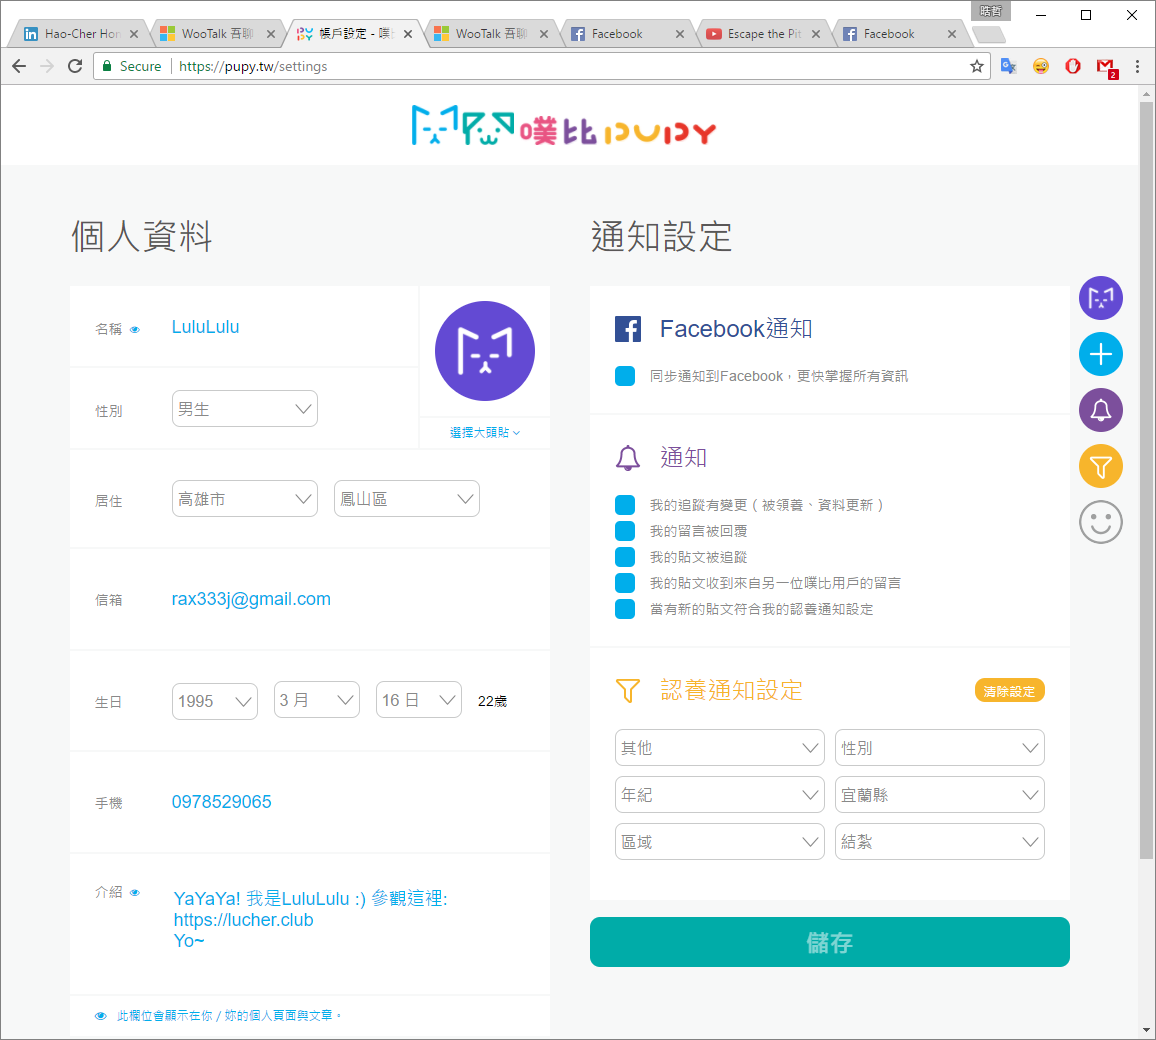 皓哲
Hao-Cher Hon
WooTalk 吾聊
帳戶設定 - 噗
WooTalk 吾聊
Facebook
Escape the Pit
Facebook
Secure
https://pupy.tw/settings
2
噗比 PUPY
個人資料
名稱
LuluLulu
性別
男生
選擇大頭貼
居住
高雄市
鳳山區
信箱
rax333j@gmail.com
生日
1995
3 月
16 日
22歲
手機
0978529065
介紹
YaYaYa! 我是LuluLulu :) 參觀這裡:
https://lucher.club
Yo~
此欄位會顯示在你 / 妳的個人頁面與文章。
通知設定
Facebook通知
同步通知到Facebook，更快掌握所有資訊
通知
我的追蹤有變更 ( 被領養、資料更新 )
我的留言被回覆
我的貼文被追蹤
我的貼文收到來自另一位噗比用戶的留言
當有新的貼文符合我的認養通知設定
認養通知設定
清除設定
其他
性別
年紀
宜蘭縣
區域
結紮
儲存